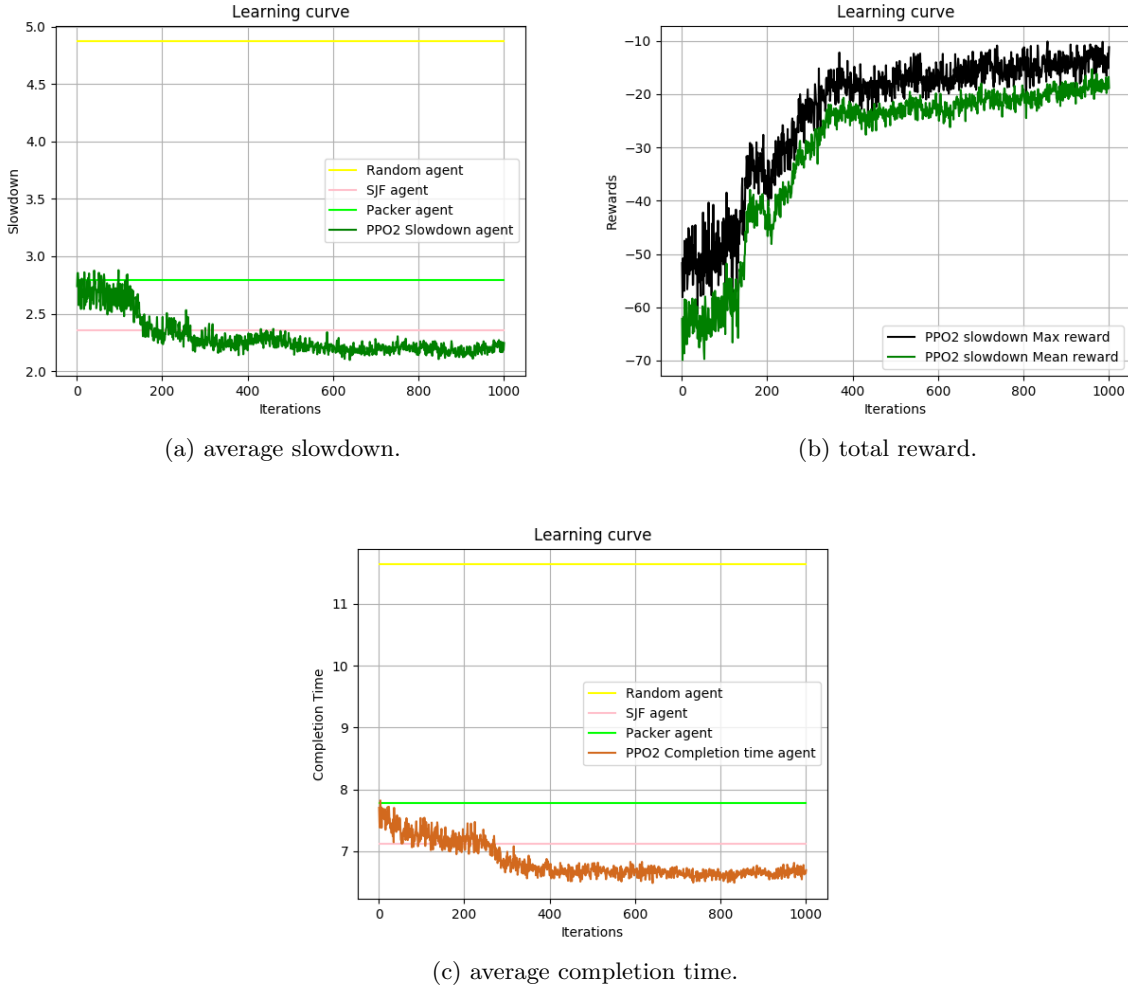 Learning curve
5.0
4.5
4.0
3.5
3.0
2.5
2.0
Slowdown
Random agent
SJF agent
Packer agent
PPO2 Slowdown agent
0 200 400 600 800 1000
Iterations
(a) average slowdown.
Learning curve
−10
−20
−30
−40
−50
−60
−70
Rewards
PPO2 slowdown Max reward
PPO2 slowdown Mean reward
0 200 400 600 800 1000
Iterations
(b) total reward.
Learning curve
11
10
9
8
7
Completion Time
Random agent
SJF agent
Packer agent
PPO2 Completion time agent
0 200 400 600 800 1000
Iterations
(c) average completion time.